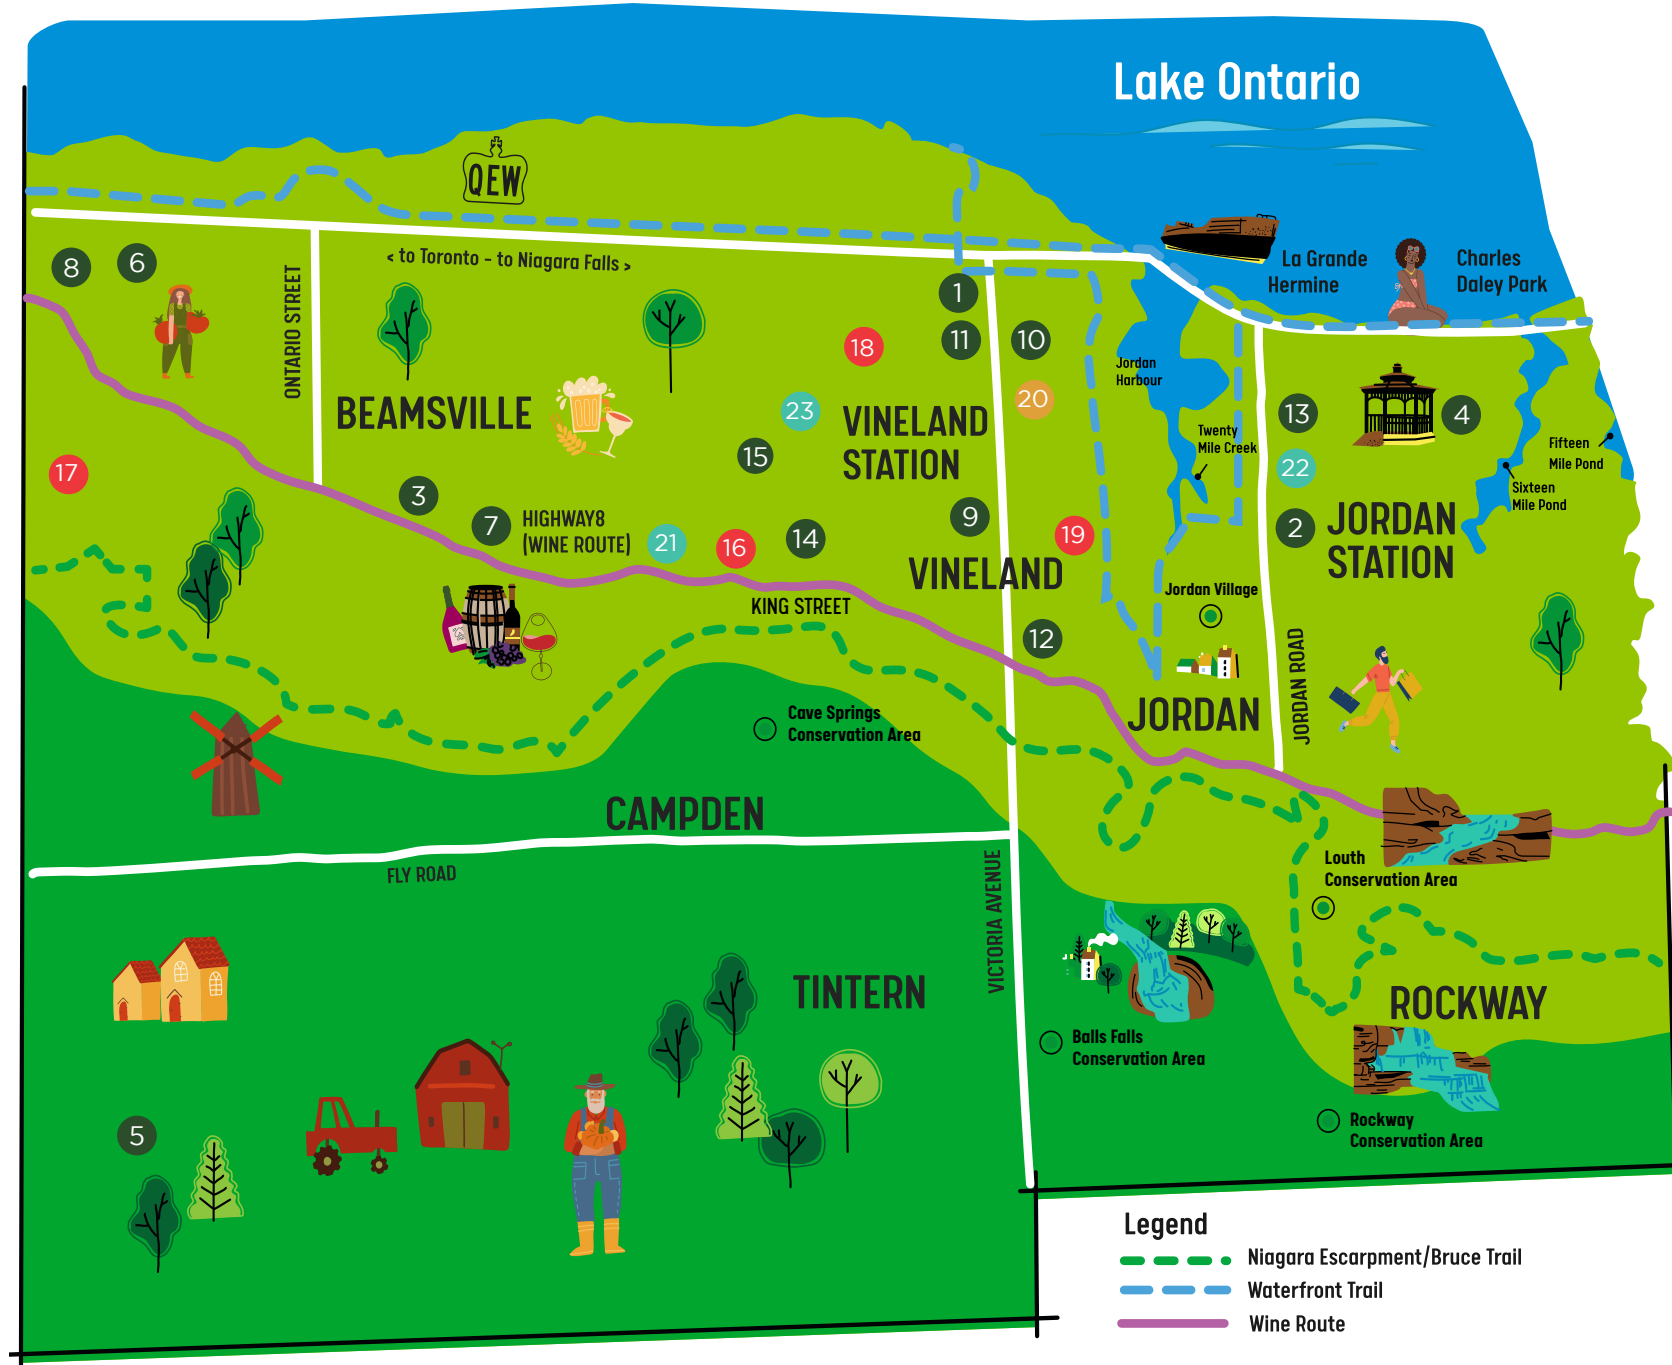 Lake Ontario
QEW
< to Toronto - to Niagara Falls >
La Grande
Hermine
Charles
Daley Park
8
6
ONTARIO STREET
1
11
10
18
20
23
Jordan
Harbour
BEAMSVILLE
VINELAND
STATION
13
4
Twenty
Mile Creek
Fifteen
Mile Pond
15
22
17
Sixteen
Mile Pond
3
7
HIGHWAY8
(WINE ROUTE)
21
16
14
9
19
2
JORDAN
STATION
VINELAND
Jordan Village
KING STREET
12
JORDAN ROAD
Cave Springs
Conservation Area
JORDAN
CAMPDEN
FLY ROAD
VICTORIA AVENUE
Louth
Conservation Area
TINTERN
ROCKWAY
Balls Falls
Conservation Area
5
Rockway
Conservation Area
Legend
Niagara Escarpment/Bruce Trail
Waterfront Trail
Wine Route